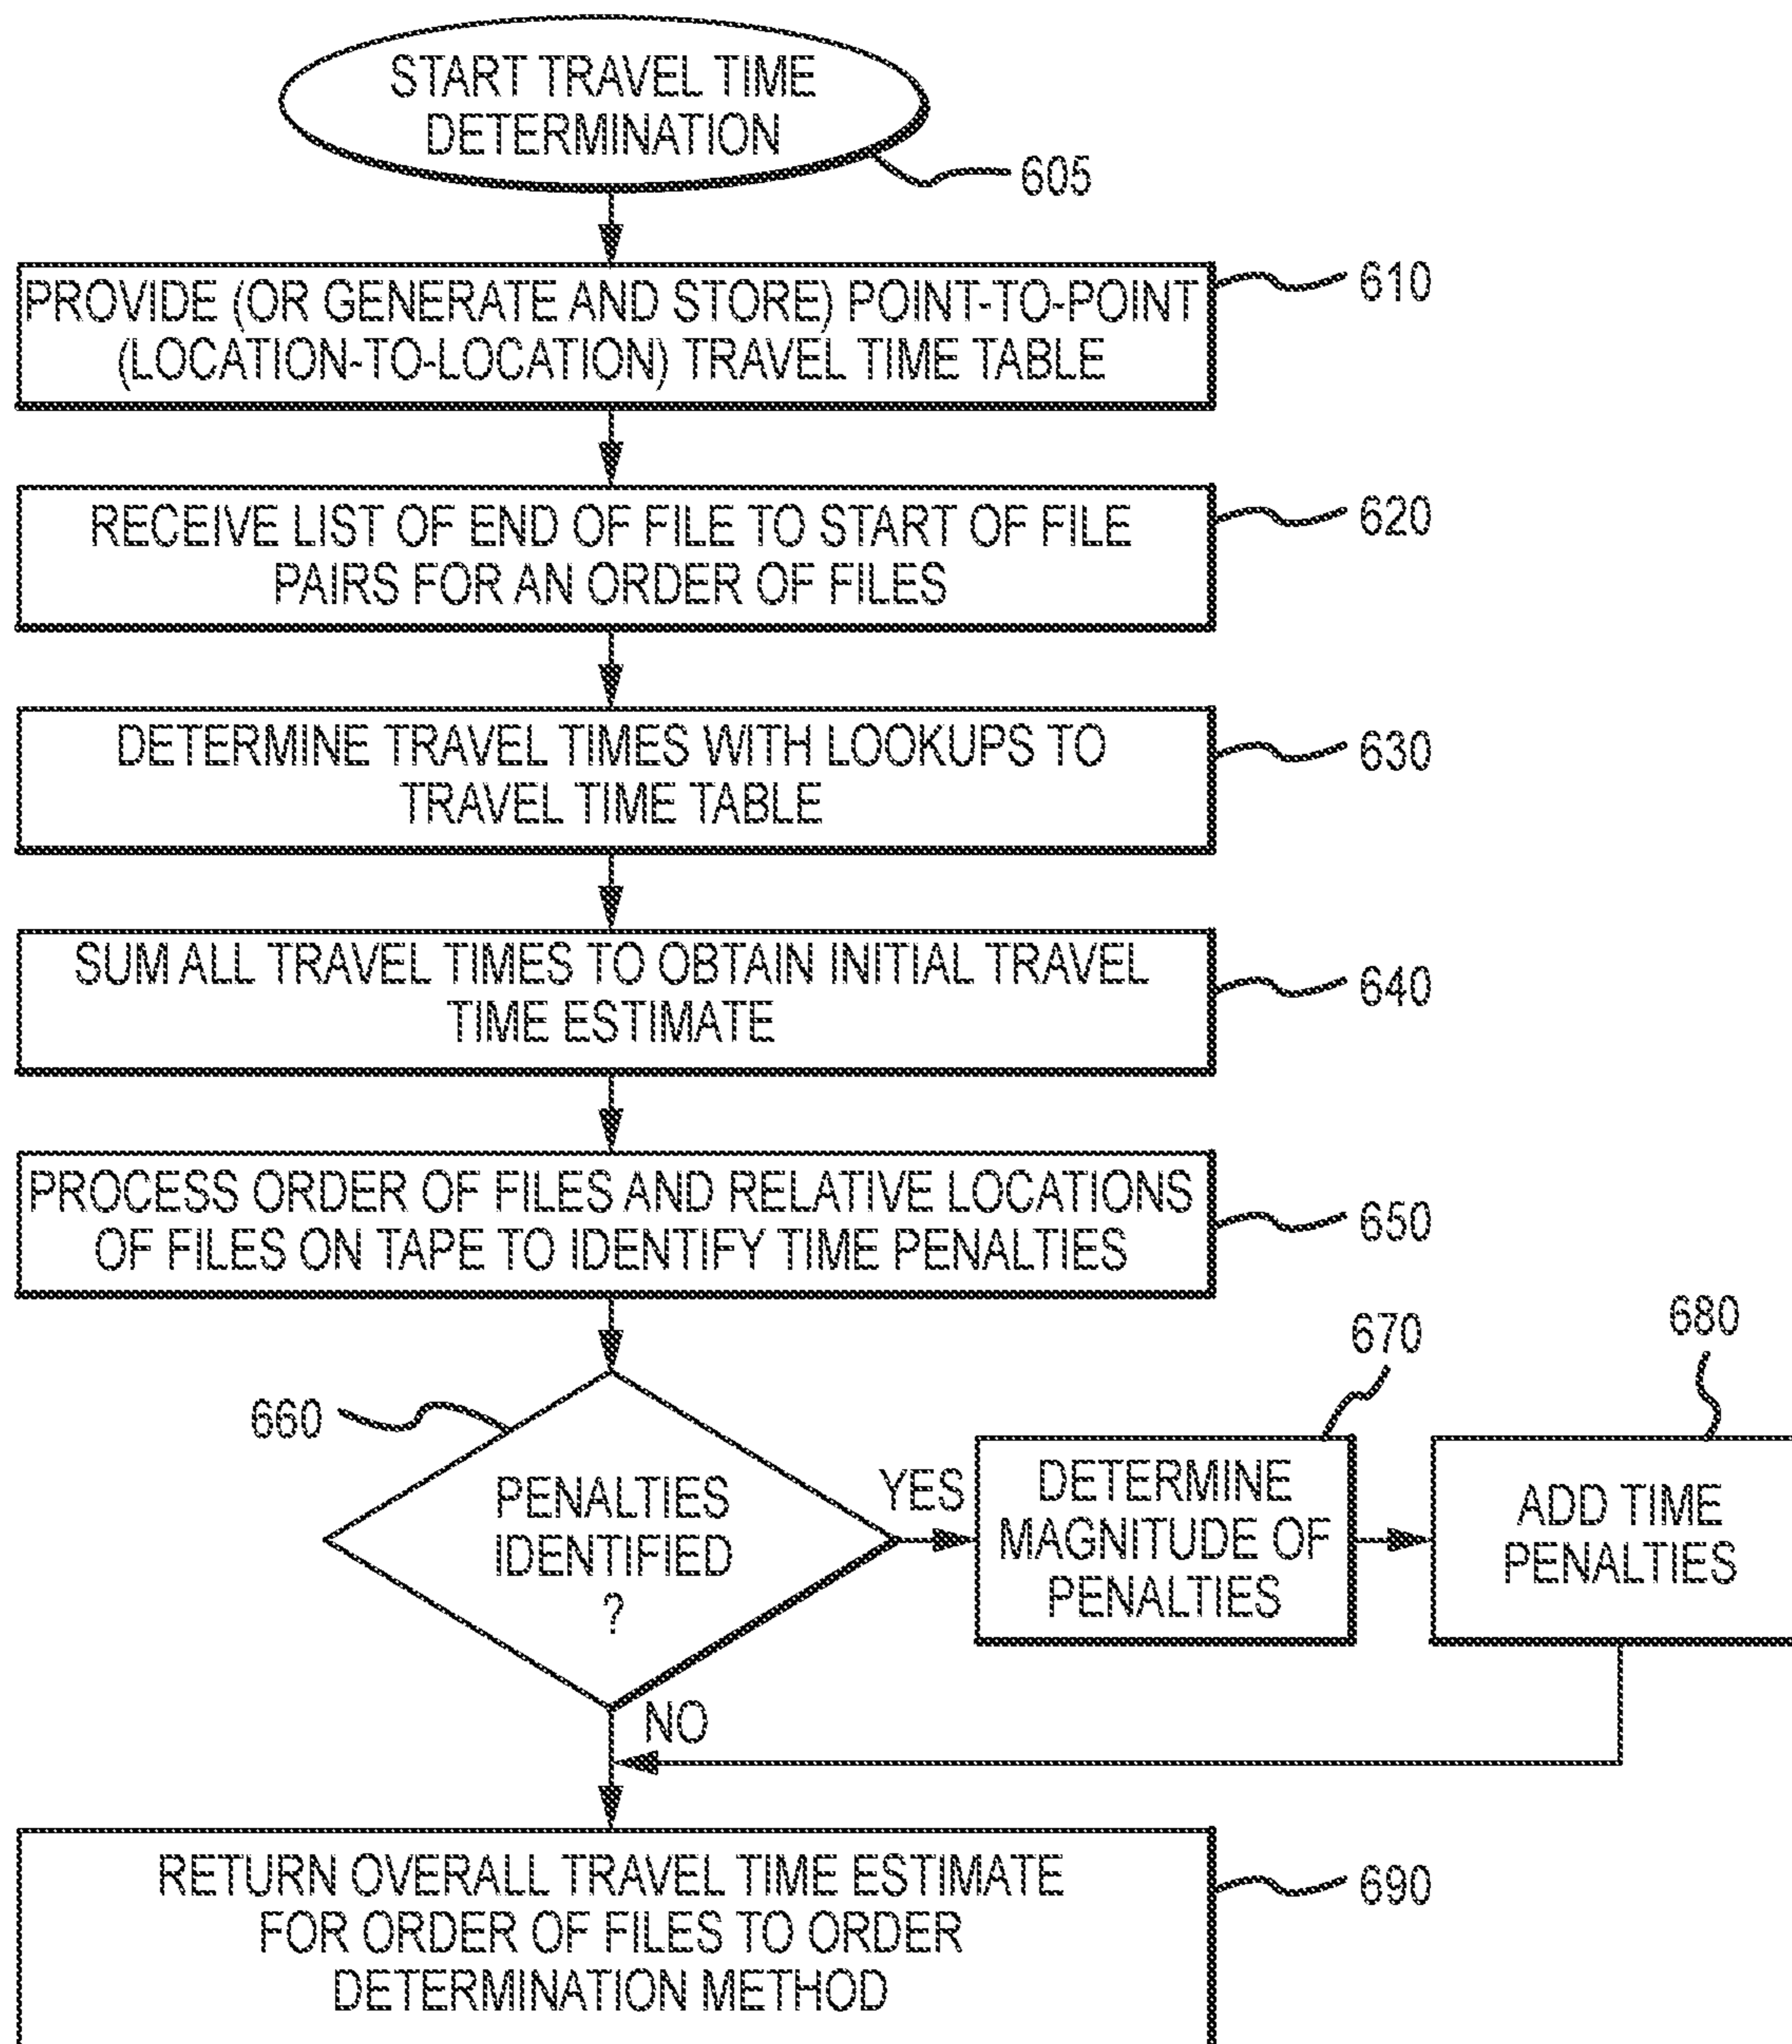 START TRAVEL TIME
DETERMINATION
605
PROVIDE (OR GENERATE AND STORE) POINT-TO-POINT
(LOCATION-TO-LOCATION) TRAVEL TIME TABLE
610
RECEIVE LIST OF END OF FILE TO START OF FILE
PAIRS FOR AN ORDER OF FILES
620
DETERMINE TRAVEL TIMES WITH LOOKUPS TO
TRAVEL TIME TABLE
630
SUM ALL TRAVEL TIMES TO OBTAIN INITIAL TRAVEL
TIME ESTIMATE
640
PROCESS ORDER OF FILES AND RELATIVE LOCATIONS
OF FILES ON TAPE TO IDENTIFY TIME PENALTIES
650
660
PENALTIES
IDENTIFIED
?
YES
NO
670
DETERMINE
MAGNITUDE OF
PENALTIES
680
ADD TIME
PENALTIES
RETURN OVERALL TRAVEL TIME ESTIMATE
FOR ORDER OF FILES TO ORDER
DETERMINATION METHOD
690